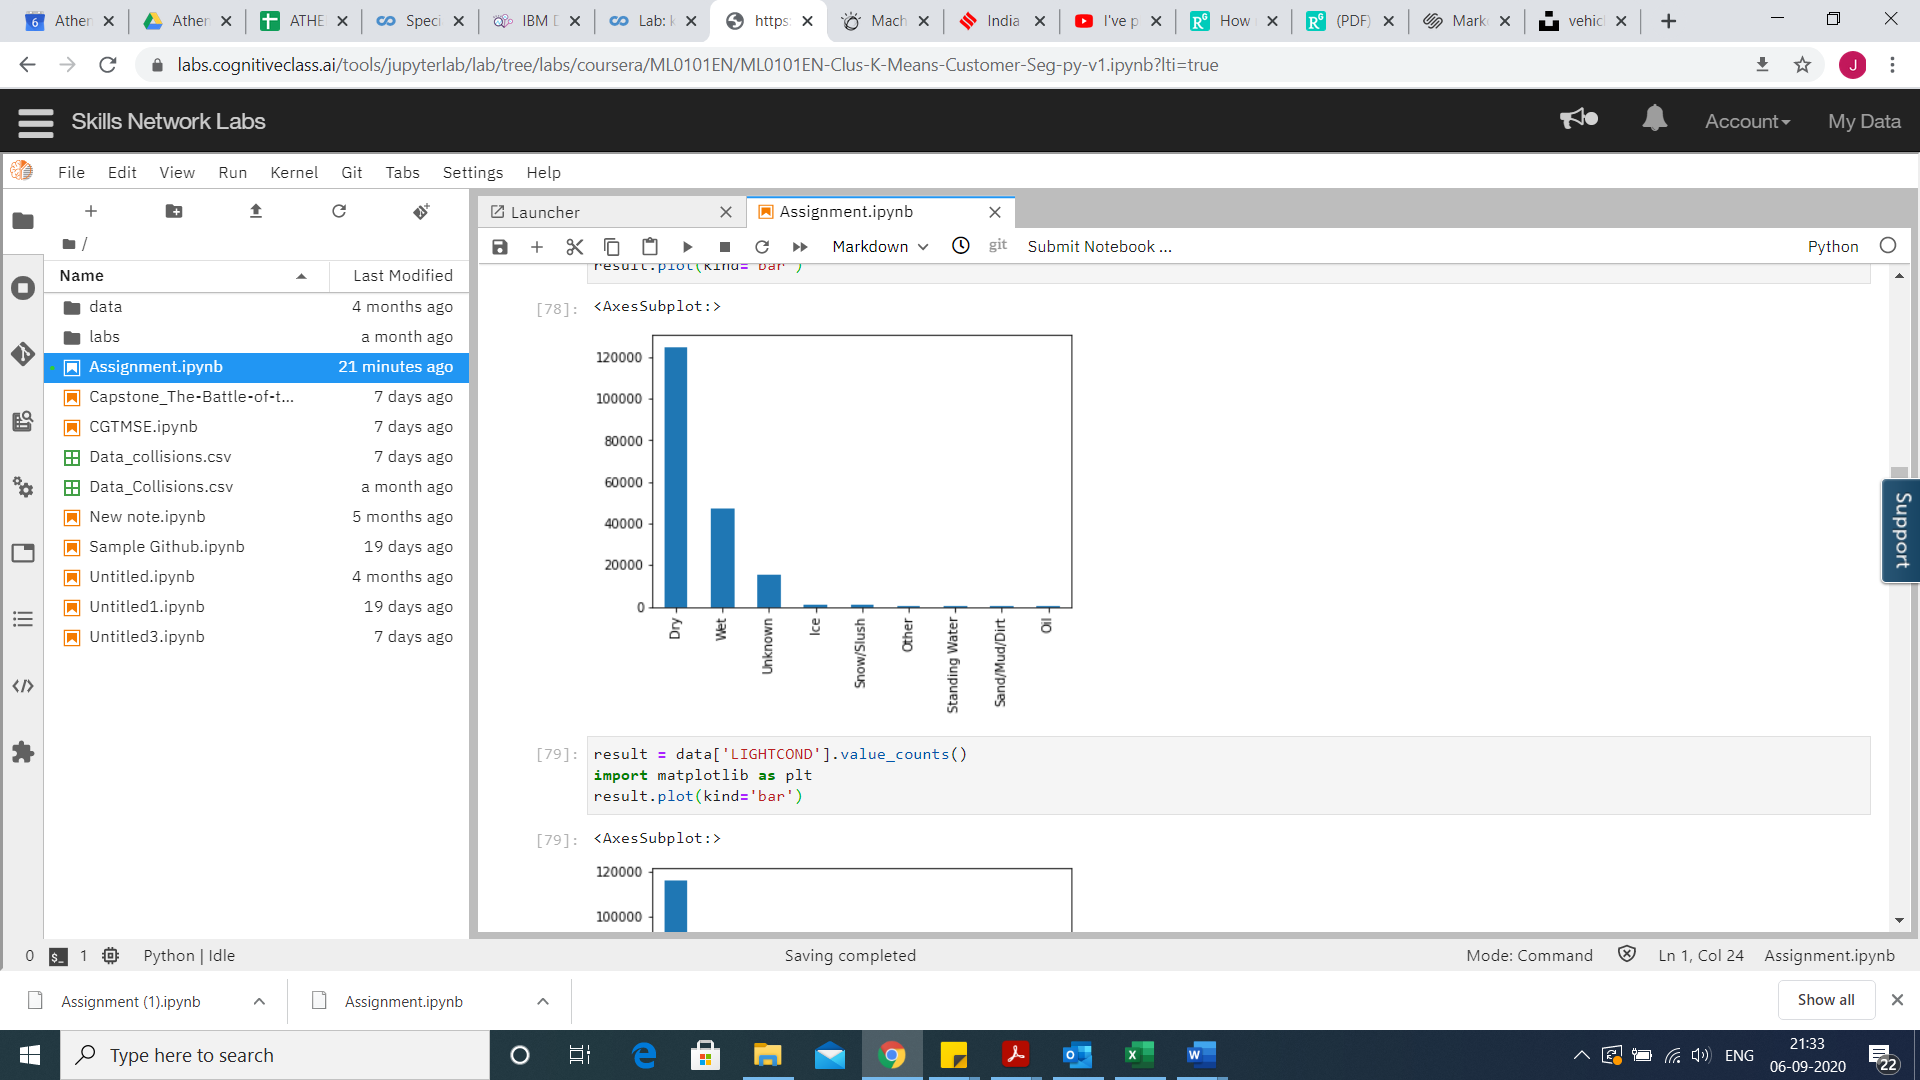 Athen
Athen
ATHE
Speci
IBM D
Lab: k
https:
Mach
India
I've p
How
(PDF)
Mark
vehic
labs.cognitiveclass.ai/tools/jupyterlab/lab/tree/labs/coursera/ML0101EN/ML0101EN-Clus-K-Means-Customer-Seg-py-v1.ipynb?lti=true
J
Skills Network Labs
Account
My Data
File Edit View Run Kernel Git Tabs Settings Help
Launcher
Assignment.ipynb
/
Markdown
git
Submit Notebook ...
Python
Name Last Modified
data 4 months ago
labs a month ago
Assignment.ipynb 21 minutes ago
Capstone_The-Battle-of-t... 7 days ago
CGTMSE.ipynb 7 days ago
Data_collisions.csv 7 days ago
Data_Collisions.csv a month ago
New note.ipynb 5 months ago
Sample Github.ipynb 19 days ago
Untitled.ipynb 4 months ago
Untitled1.ipynb 19 days ago
Untitled3.ipynb 7 days ago
result.plot(kind='bar')
[78]: <AxesSubplot:>
120000
100000
80000
60000
40000
20000
0
Dry
Wet
Unknown
Ice
Snow/Slush
Other
Standing Water
Sand/Mud/Dirt
Oil
[79]: result = data['LIGHTCOND'].value_counts()
import matplotlib as plt
result.plot(kind='bar')
[79]: <AxesSubplot:>
120000
100000
Support
0 $_ 1 Python | Idle
Saving completed
Mode: Command
Ln 1, Col 24
Assignment.ipynb
Assignment (1).ipynb
Assignment.ipynb
Show all
Type here to search
ENG
21:33
06-09-2020
22